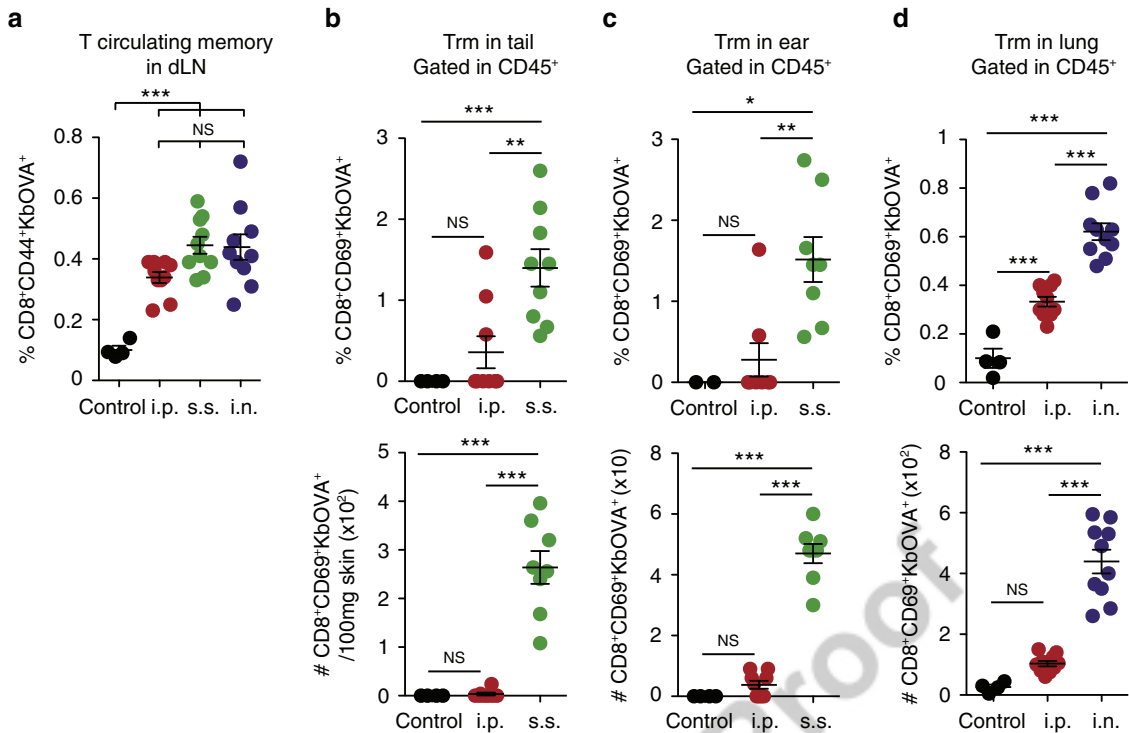 a
T circulating memory
in dLN
% CD8+CD44+KbOVA+
0.8
0.6
0.4
0.2
0
***
NS
Control i.p. s.s. i.n.
b
Trm in tail
Gated in CD45+
% CD8+CD69+KbOVA+
3
2
1
0
***
**
NS
Control i.p. s.s.
c
Trm in ear
Gated in CD45+
% CD8+CD69+KbOVA+
3
2
1
0
*
**
NS
Control i.p. s.s.
d
Trm in lung
Gated in CD45+
% CD8+CD69+KbOVA+
1
0.8
0.6
0.4
0.2
0
***
***
***
Control i.p. i.n.
# CD8+CD69+KbOVA+
/100mg skin (x10²)
5
4
3
2
1
0
***
***
NS
Control i.p. s.s.
# CD8+CD69+KbOVA+ (x10)
8
6
4
2
0
***
***
NS
Control i.p. s.s.
# CD8+CD69+KbOVA+ (x10²)
8
6
4
2
0
***
***
NS
Control i.p. i.n.
Proof